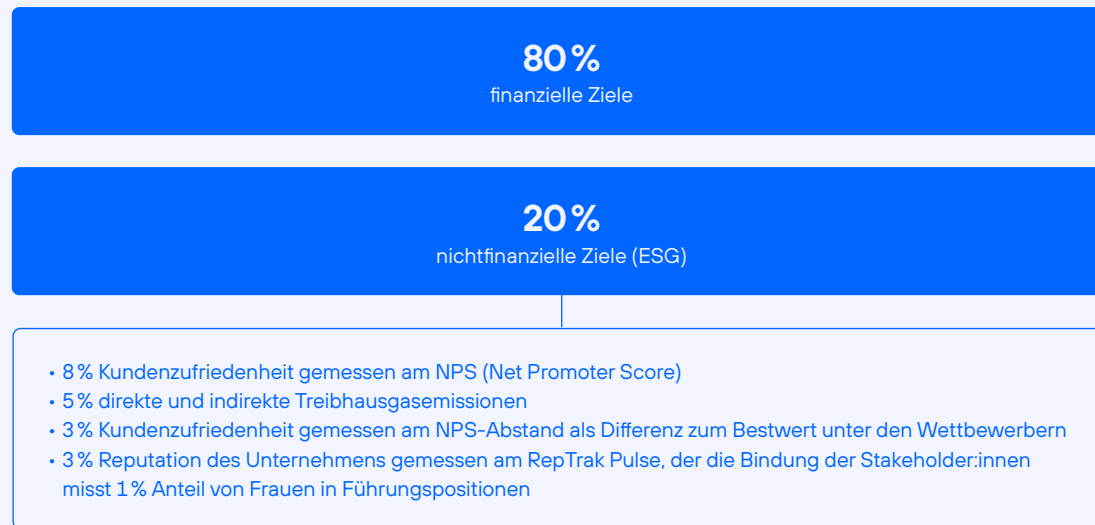 80 %
finanzielle Ziele
20 %
nichtfinanzielle Ziele (ESG)
• 8 % Kundenzufriedenheit gemessen am NPS (Net Promoter Score)
• 5 % direkte und indirekte Treibhausgasemissionen
• 3 % Kundenzufriedenheit gemessen am NPS-Abstand als Differenz zum Bestwert unter den Wettbewerbern
• 3 % Reputation des Unternehmens gemessen am RepTrak Pulse, der die Bindung der Stakeholder:innen
misst 1 % Anteil von Frauen in Führungspositionen